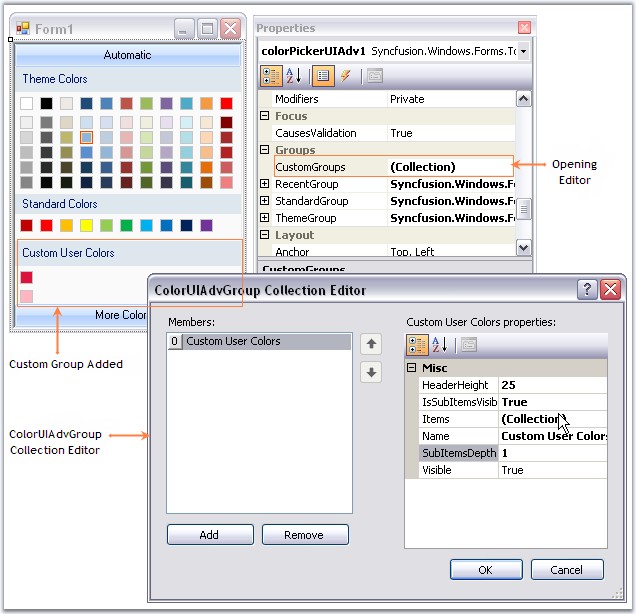 Form1
Automatic
Theme Colors
Standard Colors
Custom User Colors
More Color
Properties
colorPickerUIAdv1 Syncfusion.Windows.Forms.To
Modifiers Private
Focus
CausesValidation True
Groups
CustomGroups (Collection)
RecentGroup Syncfusion.Windows.Fo
StandardGroup Syncfusion.Windows.Fo
ThemeGroup Syncfusion.Windows.Fo
Layout
Anchor Top, Left
CustomGroups
Opening
Editor
Custom Group Added
ColorUIAdvGroup
Collection Editor
ColorUIAdvGroup Collection Editor
Members:
0 Custom User Colors
Add
Remove
Custom User Colors properties:
Misc
HeaderHeight 25
IsSubItemsVisib True
Items (Collection)
Name Custom User Colors
SubItemsDepth 1
Visible True
OK
Cancel